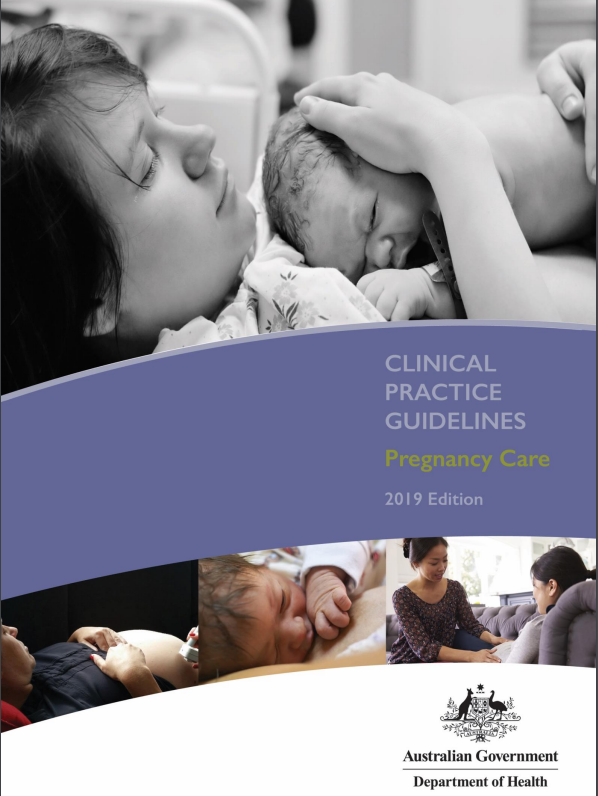 CLINICAL
PRACTICE
GUIDELINES
Pregnancy Care
2019 Edition
Australian Government
Department of Health